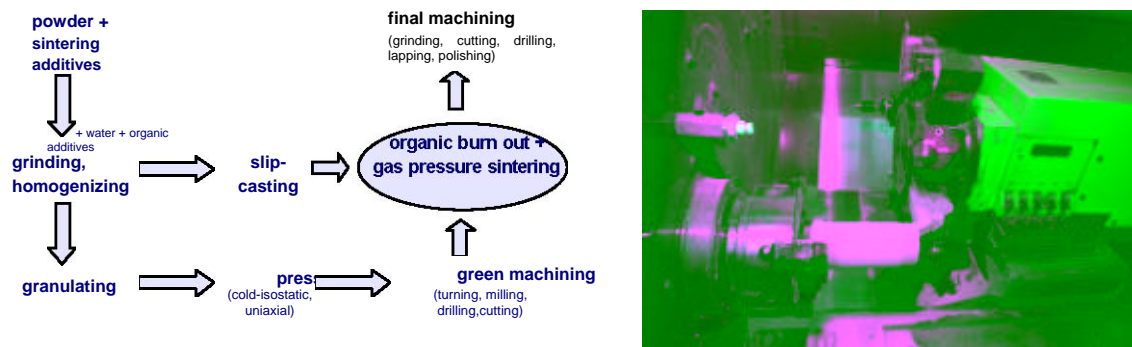 powder +
sintering
additives
+ water + organic
additives
grinding,
homogenizing
slip-
casting
organic burn out +
gas pressure sintering
final machining
(grinding, cutting, drilling,
lapping, polishing)
granulating
pres
(cold-isostatic,
uniaxial)
green machining
(turning, milling,
drilling,cutting)